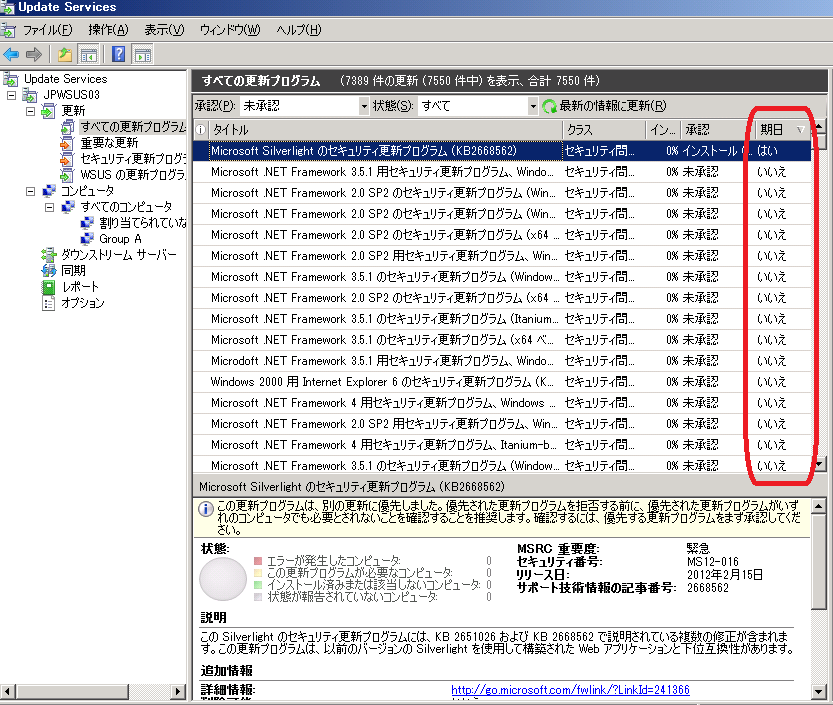 Update Services
ファイル(F) 操作(A) 表示(V) ウィンドウ(W) ヘルプ(H)
Update Services
JPWSUS03
更新
すべての更新プログラム
重要な更新
セキュリティ更新プログ
WSUS の更新プログラ
コンピュータ
すべてのコンピュータ
割り当てられていな
Group A
ダウンストリーム サーバー
同期
レポート
オプション
すべての更新プログラム (7389 件の更新 (7550 件中) を表示、合計 7550 件)
承認(P): 未承認 状態(S): すべて 最新の情報に更新(R)
タイトル クラス イン... 承認 期日
Microsoft Silverlight のセキュリティ更新プログラム (KB2668562) セキュリティ問... 0% インストール (... はい
Microsoft .NET Framework 3.5.1 用セキュリティ更新プログラム、Windo... セキュリティ問... 0% 未承認 いいえ
Microsoft .NET Framework 2.0 SP2 のセキュリティ更新プログラム (Win... セキュリティ問... 0% 未承認 いいえ
Microsoft .NET Framework 2.0 SP2 のセキュリティ更新プログラム (Win... セキュリティ問... 0% 未承認 いいえ
Microsoft .NET Framework 2.0 SP2 のセキュリティ更新プログラム (x64 ... セキュリティ問... 0% 未承認 いいえ
Microsoft .NET Framework 2.0 SP2 用セキュリティ更新プログラム、Win... セキュリティ問... 0% 未承認 いいえ
Microsoft .NET Framework 3.5.1 のセキュリティ更新プログラム (Window... セキュリティ問... 0% 未承認 いいえ
Microsoft .NET Framework 2.0 SP2 のセキュリティ更新プログラム (x64 ... セキュリティ問... 0% 未承認 いいえ
Microsoft .NET Framework 3.5.1 のセキュリティ更新プログラム (Itanium... セキュリティ問... 0% 未承認 いいえ
Microsoft .NET Framework 3.5.1 のセキュリティ更新プログラム (x64 ベ... セキュリティ問... 0% 未承認 いいえ
Microdoft .NET Framework 3.5.1 用セキュリティ更新プログラム、Windo... セキュリティ問... 0% 未承認 いいえ
Windows 2000 用 Internet Explorer 6 のセキュリティ更新プログラム (K... セキュリティ問... 0% 未承認 いいえ
Microsoft .NET Framework 4 用セキュリティ更新プログラム、Windows ... セキュリティ問... 0% 未承認 いいえ
Microsoft .NET Framework 2.0 SP2 用セキュリティ更新プログラム、Win... セキュリティ問... 0% 未承認 いいえ
Microsoft .NET Framework 4 用セキュリティ更新プログラム、Itanium-b... セキュリティ問... 0% 未承認 いいえ
Microsoft .NET Framework 3.5.1 のセキュリティ更新プログラム (Window... セキュリティ問... 0% 未承認 いいえ
Microsoft Silverlight のセキュリティ更新プログラム (KB2668562)
この更新プログラムは、別の更新に優先しました。優先された更新プログラムを拒否する前に、優先された更新プログラムがいず
れのコンピュータでも必要とされないことを確認することを推奨します。確認するには、優先する更新プログラムをまず承認してくだ
さい。
状態:
エラーが発生したコンピュータ: 0
この更新プログラムが必要なコンピュータ: 0
インストール済みまたは該当しないコンピュータ: 0
状態が報告されていないコンピュータ: 0
MSRC 重要度: 緊急
セキュリティ番号: MS12-016
リリース日: 2012年2月15日
サポート技術情報の記事番号: 2668562
説明
この Silverlight のセキュリティ更新プログラムには、KB 2651026 および KB 2668562 で説明されている複数の修正が含まれま
す。この更新プログラムは、以前のバージョンの Silverlight を使用して構築された Web アプリケーションと下位互換性があります。
追加情報
詳細情報: http://go.microsoft.com/fwlink/?LinkId=241366